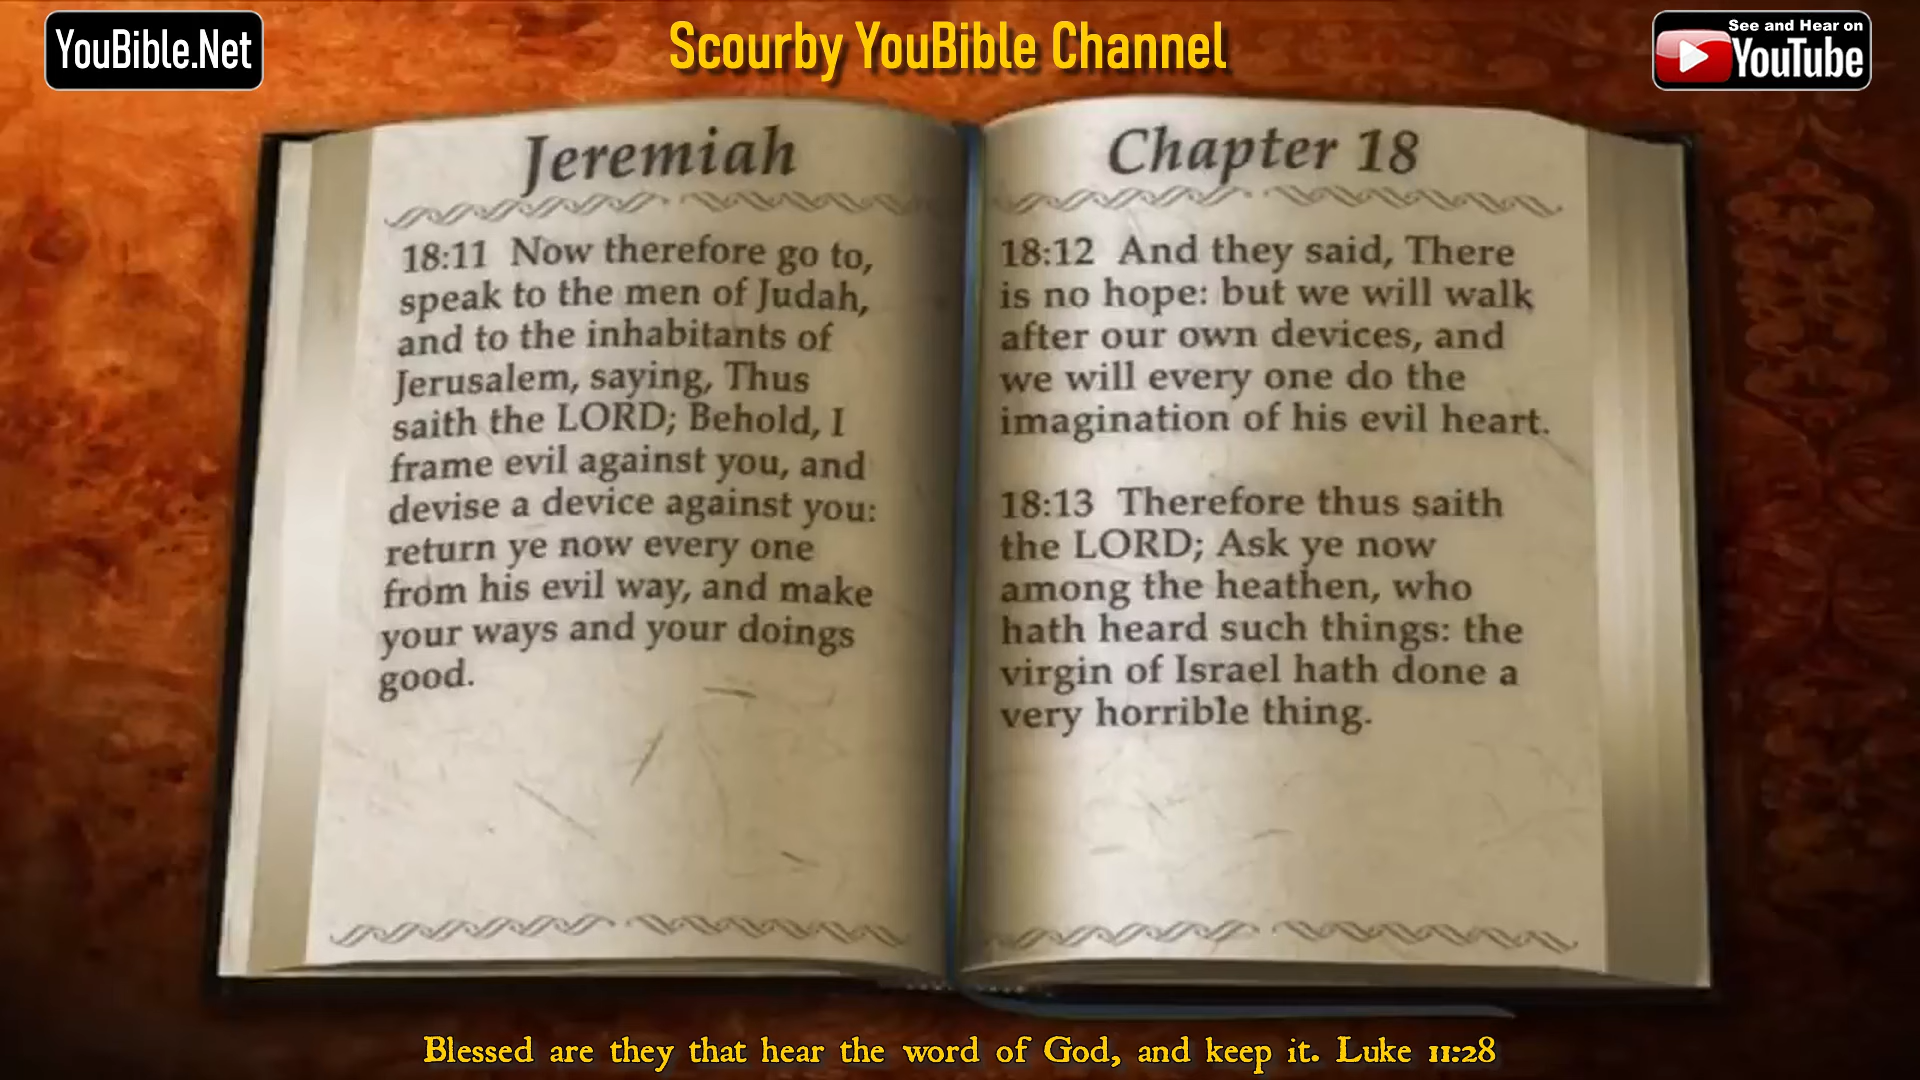 YouBible.Net
Scourby YouBible Channel
See and Hear on
YouTube
Jeremiah
18:11 Now therefore go to,
speak to the men of Judah,
and to the inhabitants of
Jerusalem, saying, Thus
saith the LORD; Behold, I
frame evil against you, and
devise a device against you:
return ye now every one
from his evil way, and make
your ways and your doings
good.
Chapter 18
18:12 And they said, There
is no hope: but we will walk
after our own devices, and
we will every one do the
imagination of his evil heart.
18:13 Therefore thus saith
the LORD; Ask ye now
among the heathen, who
hath heard such things: the
virgin of Israel hath done a
very horrible thing.
Blessed are they that hear the word of God, and keep it. Luke 11:28